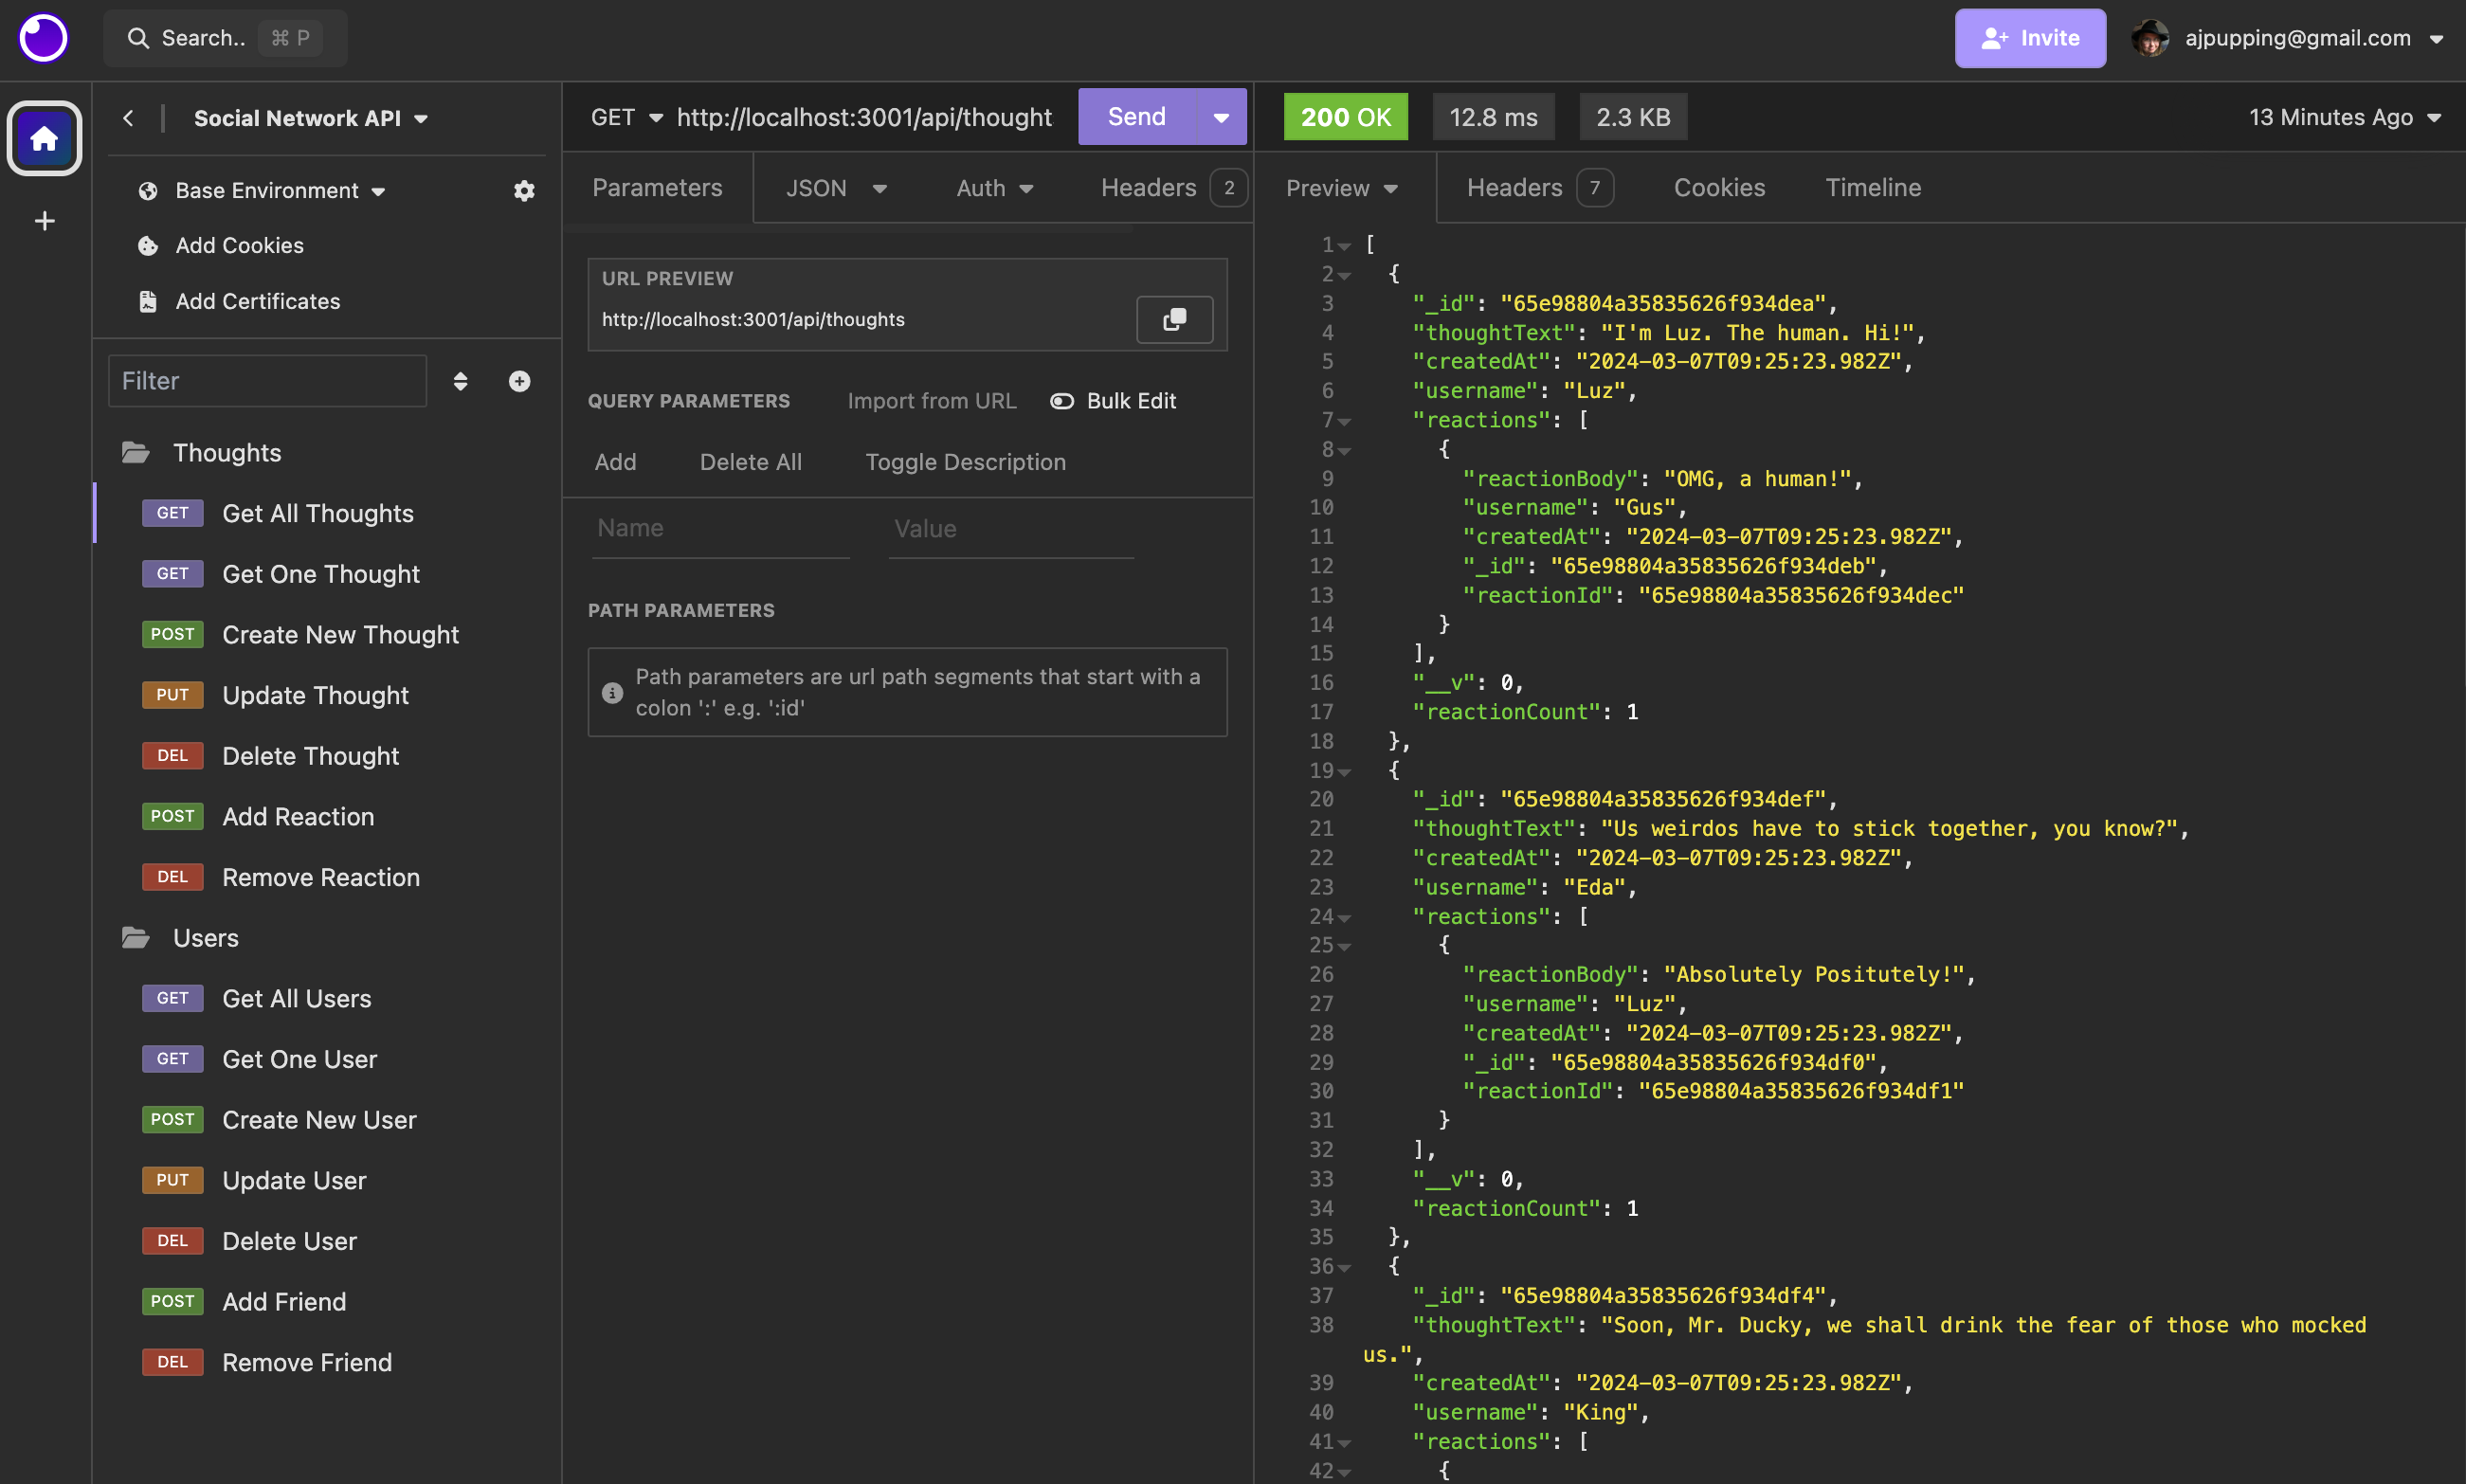 Search.. ⌘ P
Invite
ajpupping@gmail.com
Social Network API
Base Environment
Add Cookies
Add Certificates
Filter
Thoughts
GET Get All Thoughts
GET Get One Thought
POST Create New Thought
PUT Update Thought
DEL Delete Thought
POST Add Reaction
DEL Remove Reaction
Users
GET Get All Users
GET Get One User
POST Create New User
PUT Update User
DEL Delete User
POST Add Friend
DEL Remove Friend
GET http://localhost:3001/api/thought Send
Parameters JSON Auth Headers 2
URL PREVIEW
http://localhost:3001/api/thoughts
QUERY PARAMETERS Import from URL Bulk Edit
Add Delete All Toggle Description
Name Value
PATH PARAMETERS
Path parameters are url path segments that start with a
colon ':' e.g. ':id'
200 OK 12.8 ms 2.3 KB 13 Minutes Ago
Preview Headers 7 Cookies Timeline
1 [
2 {
3 "_id": "65e98804a35835626f934dea",
4 "thoughtText": "I'm Luz. The human. Hi!",
5 "createdAt": "2024-03-07T09:25:23.982Z",
6 "username": "Luz",
7 "reactions": [
8 {
9 "reactionBody": "OMG, a human!",
10 "username": "Gus",
11 "createdAt": "2024-03-07T09:25:23.982Z",
12 "_id": "65e98804a35835626f934deb",
13 "reactionId": "65e98804a35835626f934dec"
14 }
15 ],
16 "__v": 0,
17 "reactionCount": 1
18 },
19 {
20 "_id": "65e98804a35835626f934def",
21 "thoughtText": "Us weirdos have to stick together, you know?",
22 "createdAt": "2024-03-07T09:25:23.982Z",
23 "username": "Eda",
24 "reactions": [
25 {
26 "reactionBody": "Absolutely Positutely!",
27 "username": "Luz",
28 "createdAt": "2024-03-07T09:25:23.982Z",
29 "_id": "65e98804a35835626f934df0",
30 "reactionId": "65e98804a35835626f934df1"
31 }
32 ],
33 "__v": 0,
34 "reactionCount": 1
35 },
36 {
37 "_id": "65e98804a35835626f934df4",
38 "thoughtText": "Soon, Mr. Ducky, we shall drink the fear of those who mocked
us.",
39 "createdAt": "2024-03-07T09:25:23.982Z",
40 "username": "King",
41 "reactions": [
42 {